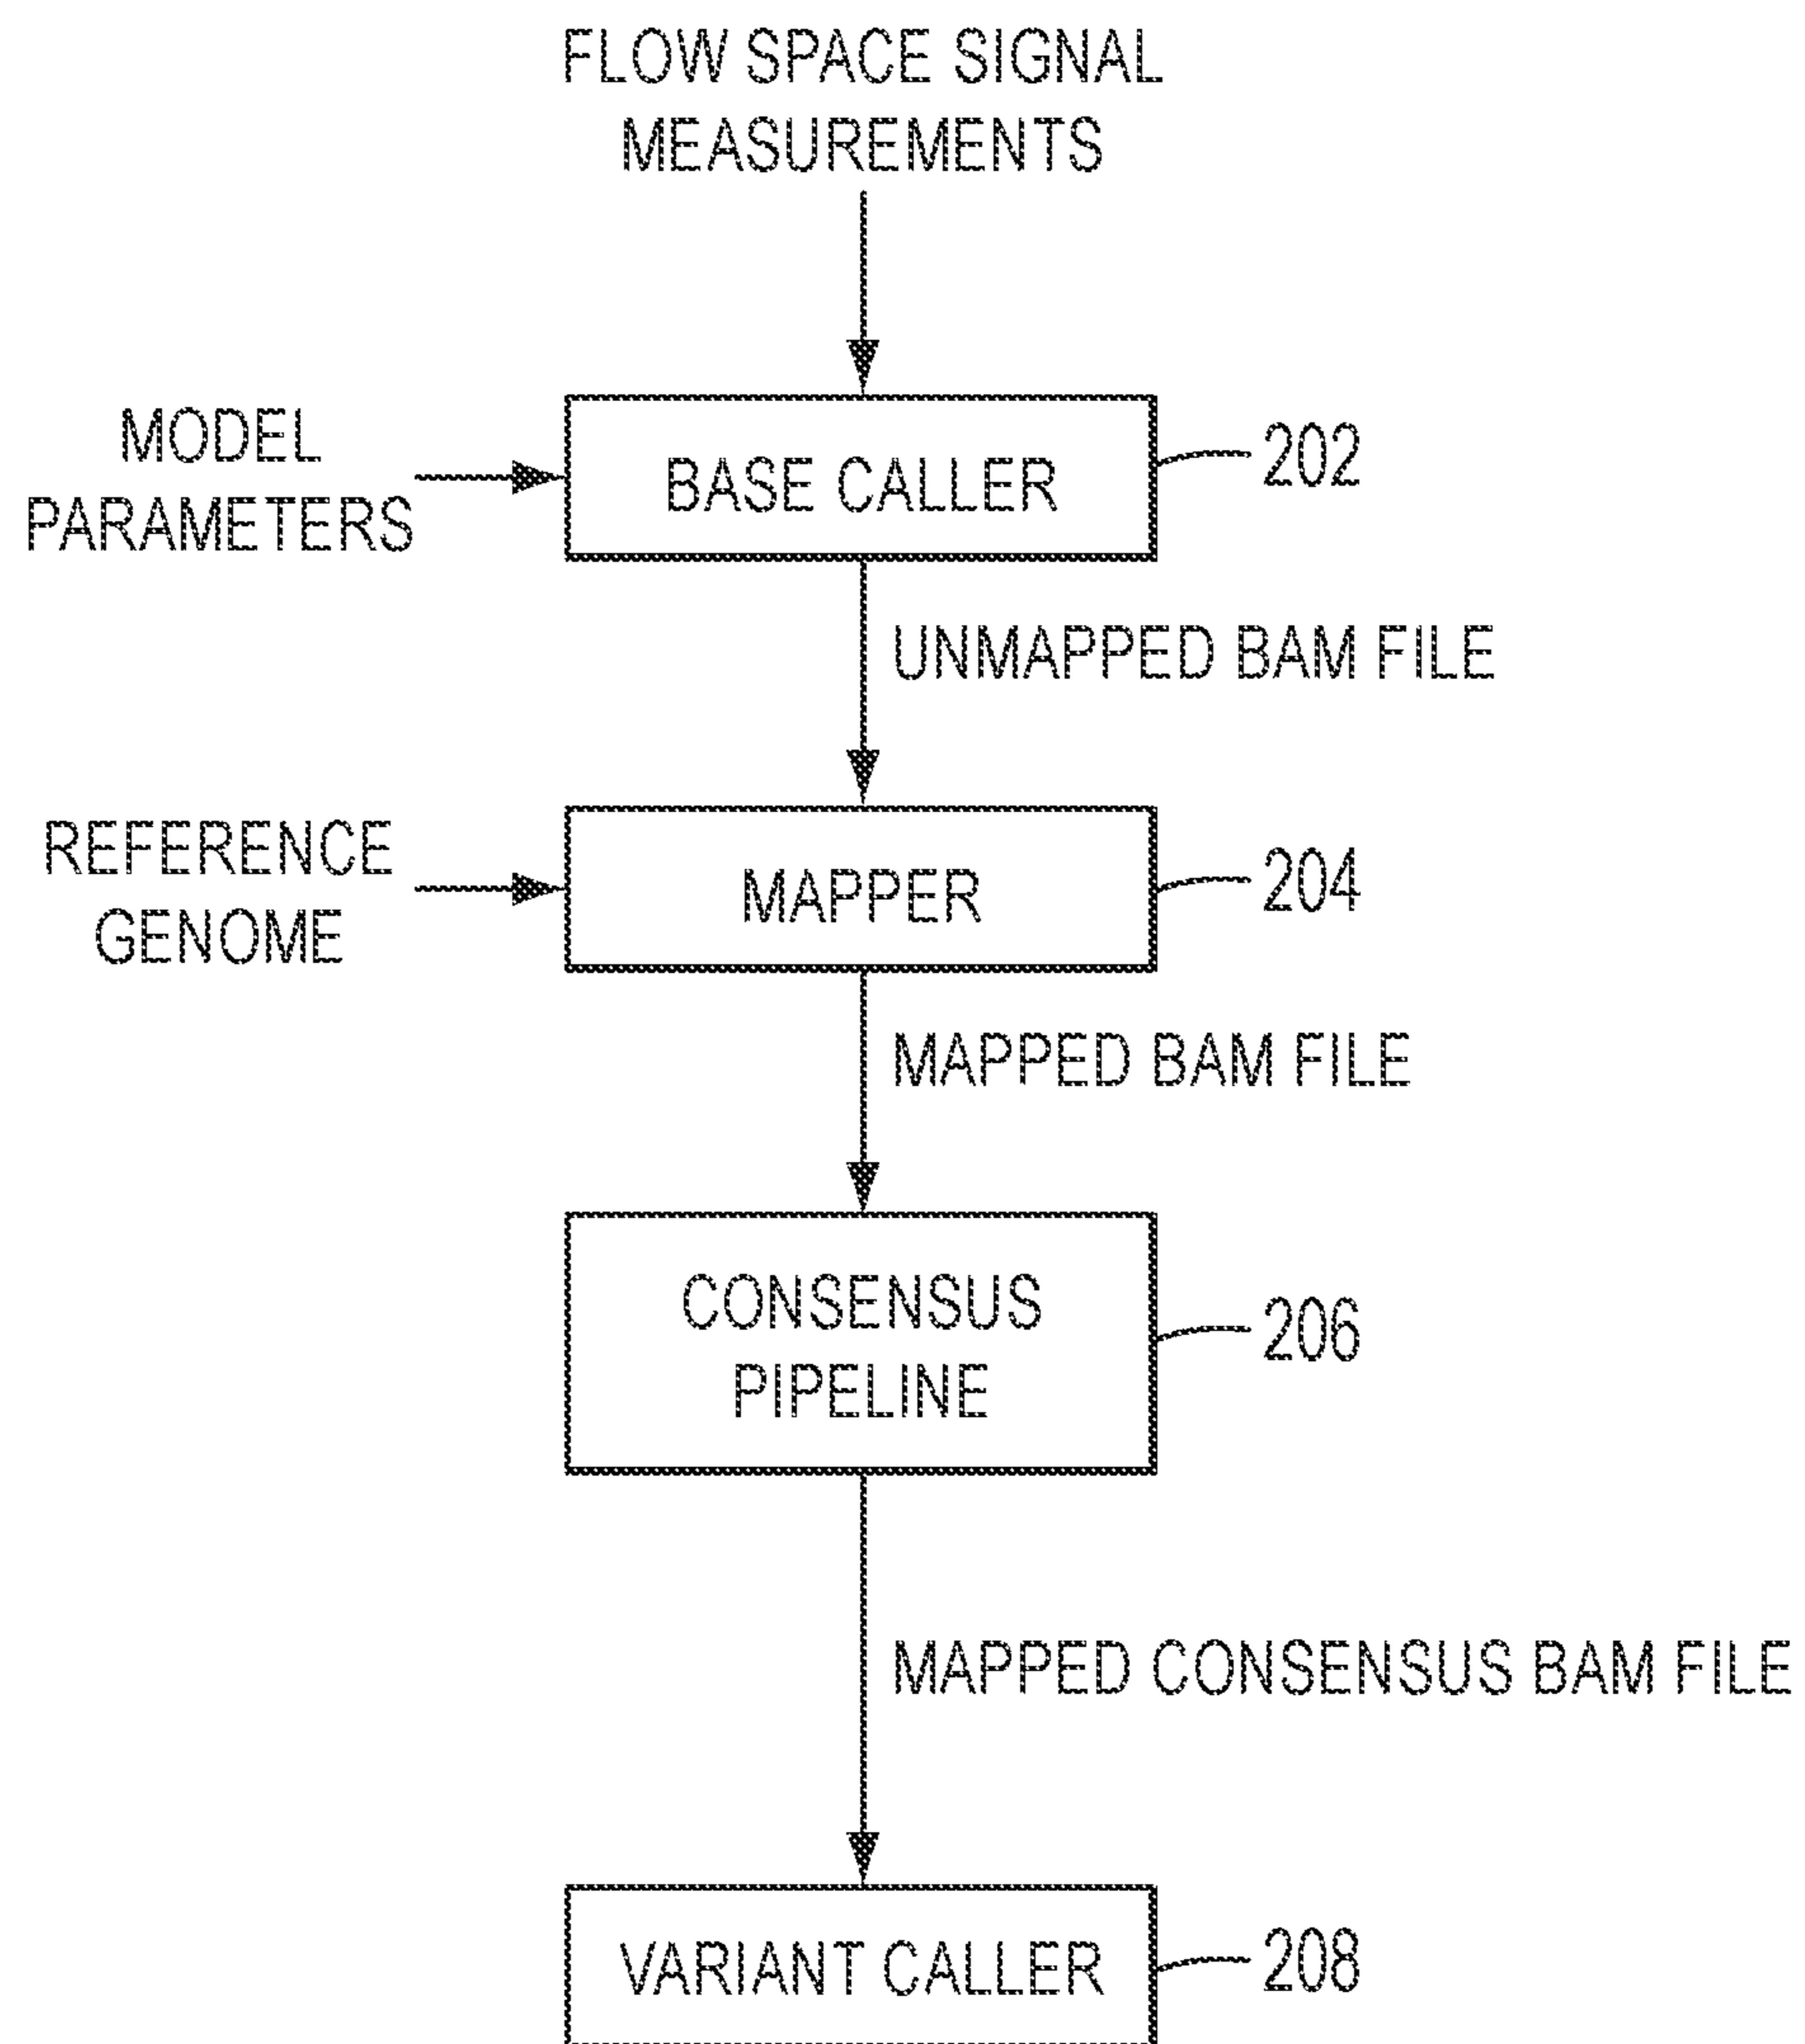 FLOW SPACE SIGNAL
MEASUREMENTS
MODEL
PARAMETERS
BASE CALLER
202
UNMAPPED BAM FILE
REFERENCE
GENOME
MAPPER
204
MAPPED BAM FILE
CONSENSUS
PIPELINE
206
MAPPED CONSENSUS BAM FILE
VARIANT CALLER
208